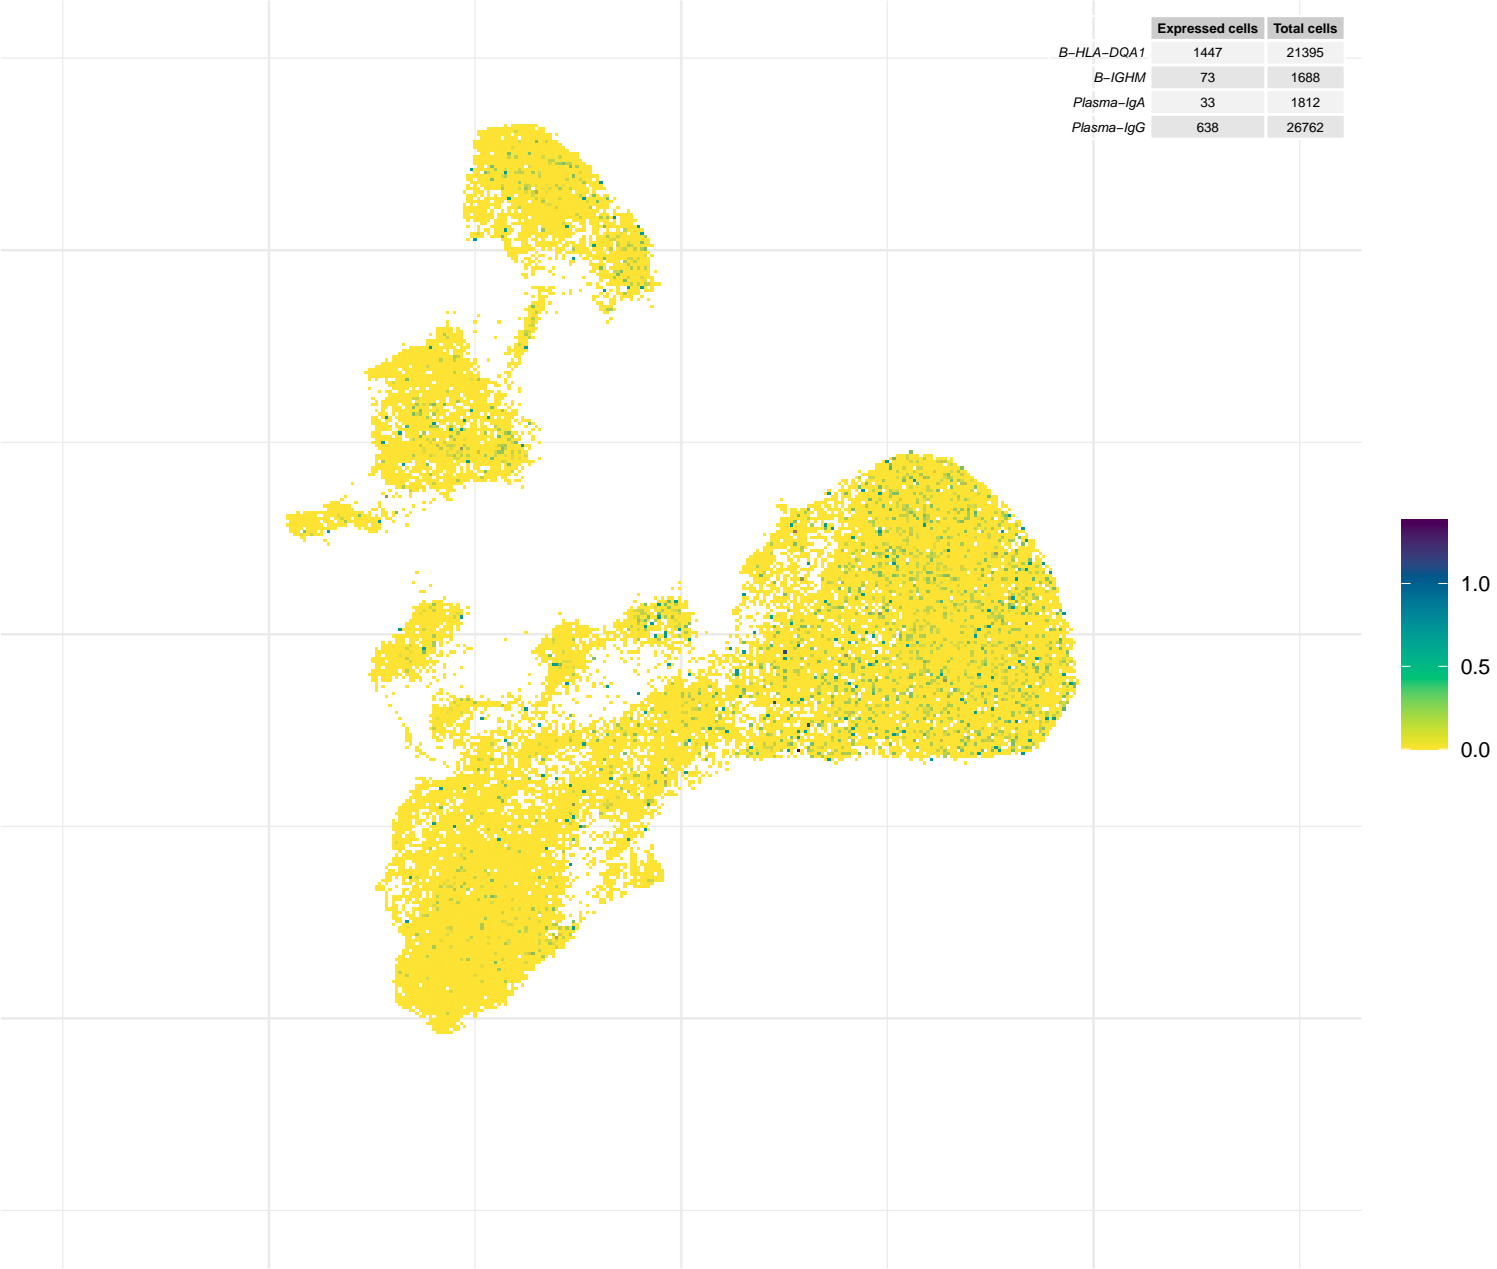 Expressed cells Total cells
B−HLA−DQA1 1447 21395
B−IGHM 73 1688
Plasma−IgA 33 1812
Plasma−IgG 638 26762
1.0
0.5
0.0